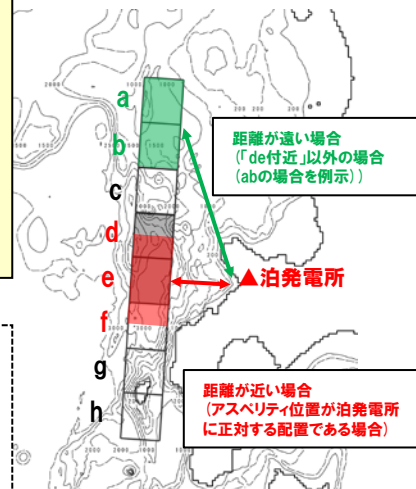 a
b
c
d
e
f
g
h
距離が遠い場合
(「de付近」以外の場合
(abの場合を例示))
▲泊発電所
距離が近い場合
(アスペリティ位置が泊発電所
に正対する配置である場合)